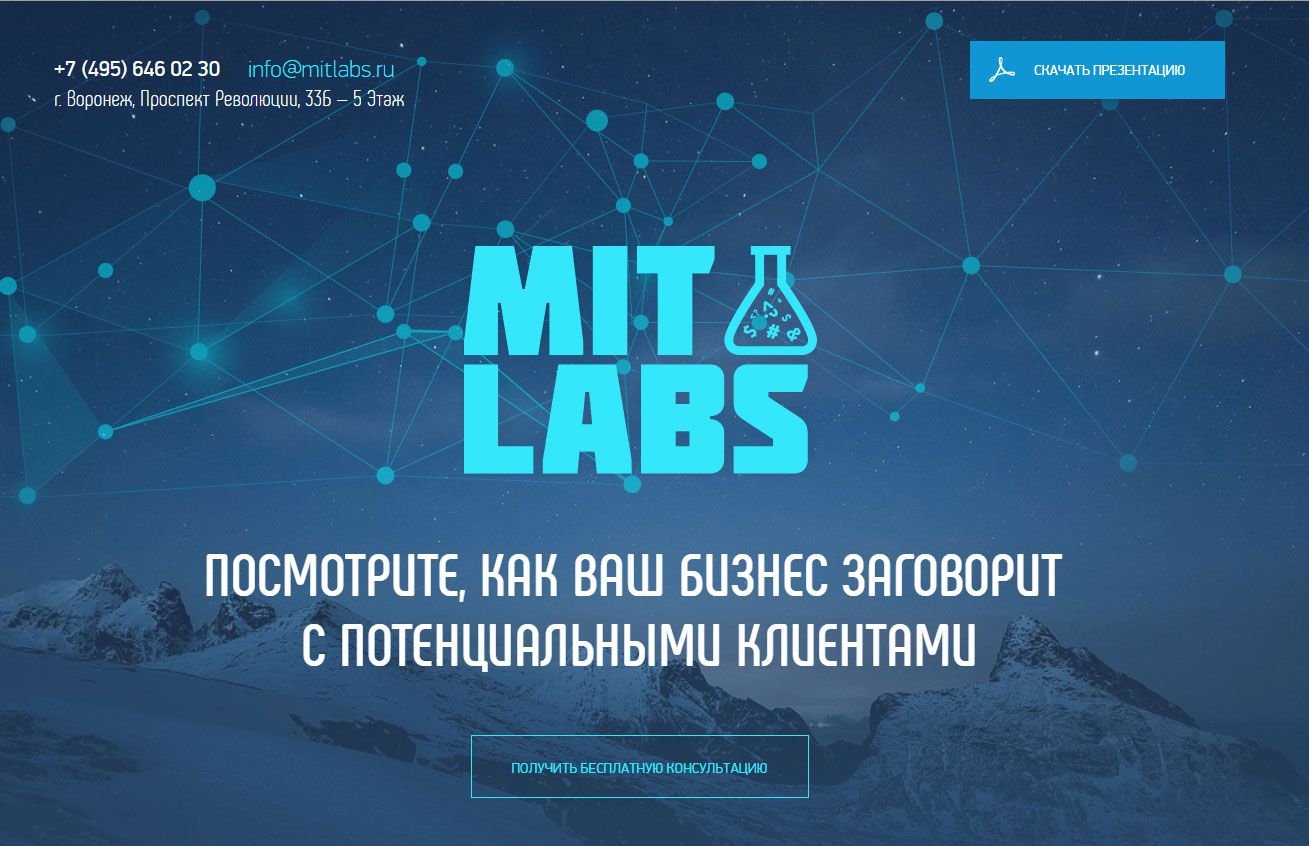 +7 (495) 646 02 30 info@mitlabs.ru
г. Воронеж, Проспект Революции, 33Б – 5 Этаж
СКАЧАТЬ ПРЕЗЕНТАЦИЮ
MIT
LABS
ПОСМОТРИТЕ, КАК ВАШ БИЗНЕС ЗАГОВОРИТ
С ПОТЕНЦИАЛЬНЫМИ КЛИЕНТАМИ
ПОЛУЧИТЬ БЕСПЛАТНУЮ КОНСУЛЬТАЦИЮ